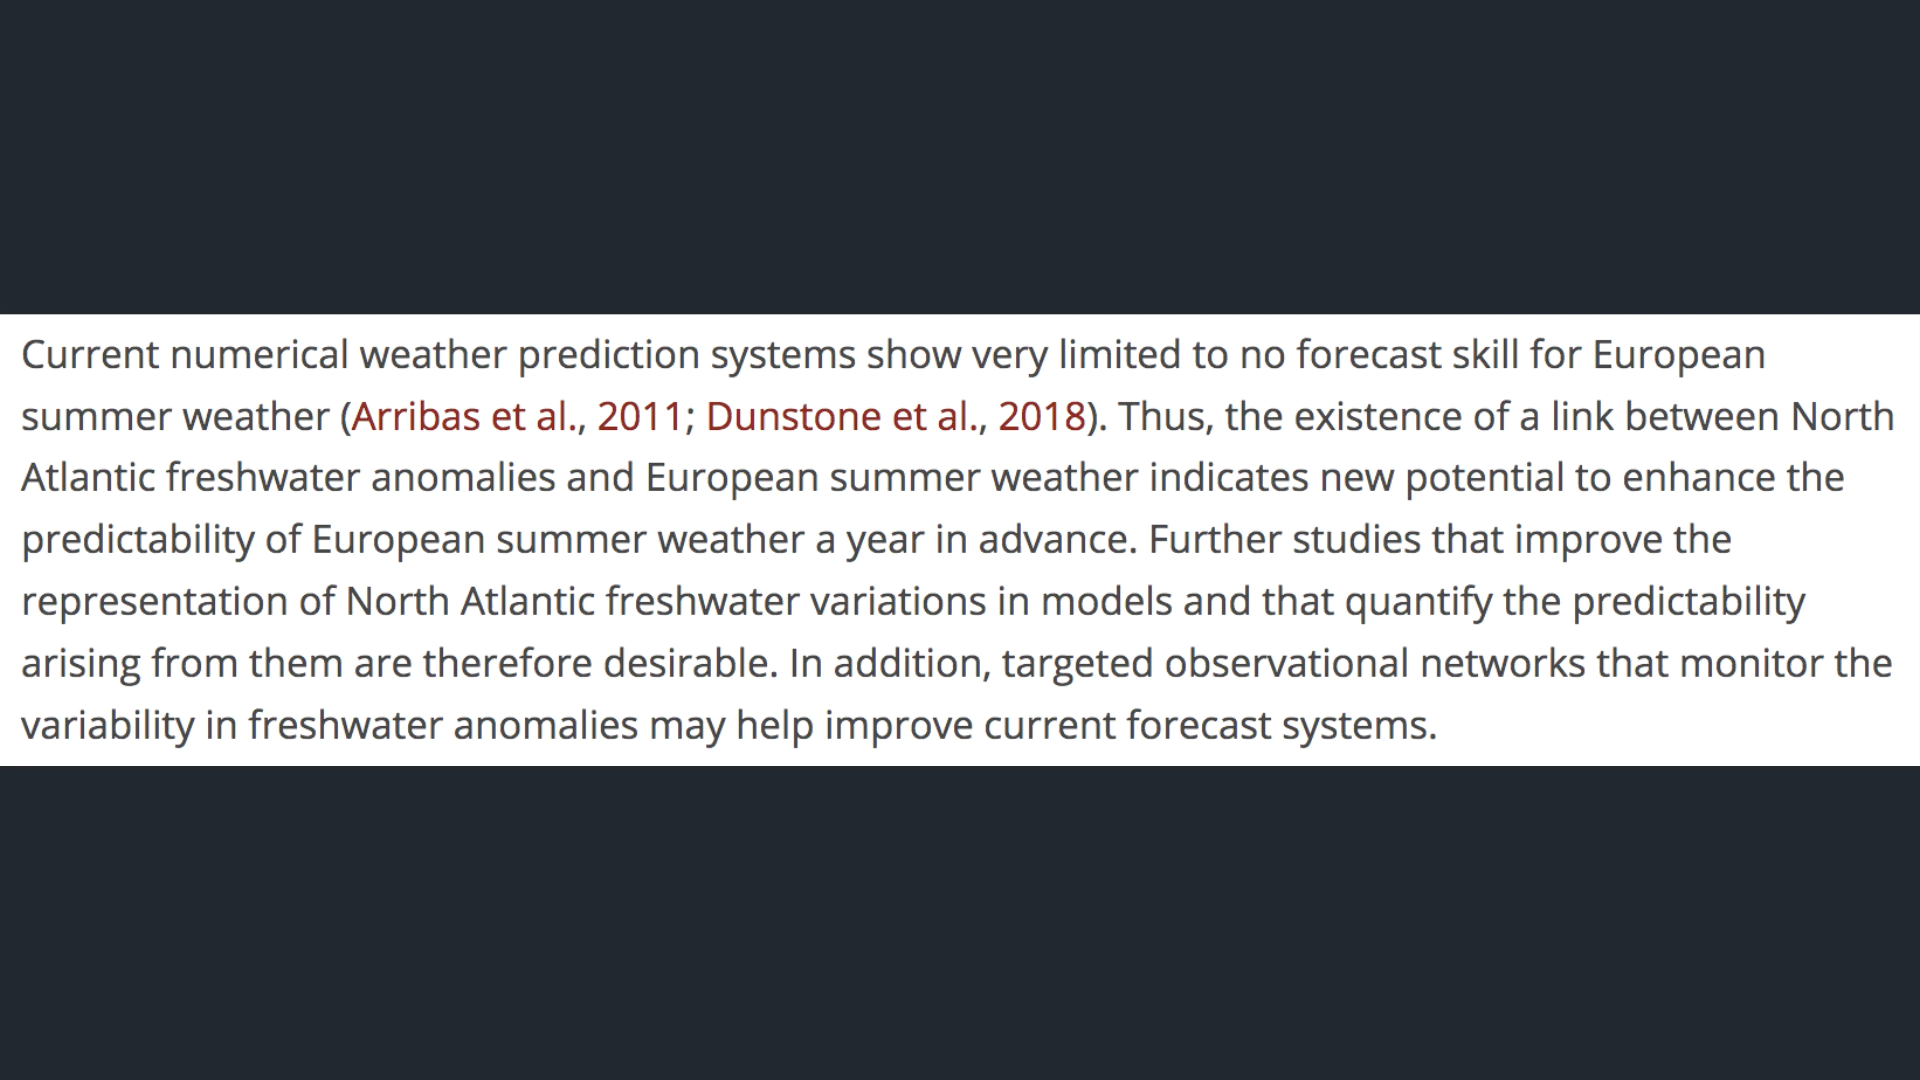 Current numerical weather prediction systems show very limited to no forecast skill for European
summer weather (Arribas et al., 2011; Dunstone et al., 2018). Thus, the existence of a link between North
Atlantic freshwater anomalies and European summer weather indicates new potential to enhance the
predictability of European summer weather a year in advance. Further studies that improve the
representation of North Atlantic freshwater variations in models and that quantify the predictability
arising from them are therefore desirable. In addition, targeted observational networks that monitor the
variability in freshwater anomalies may help improve current forecast systems.